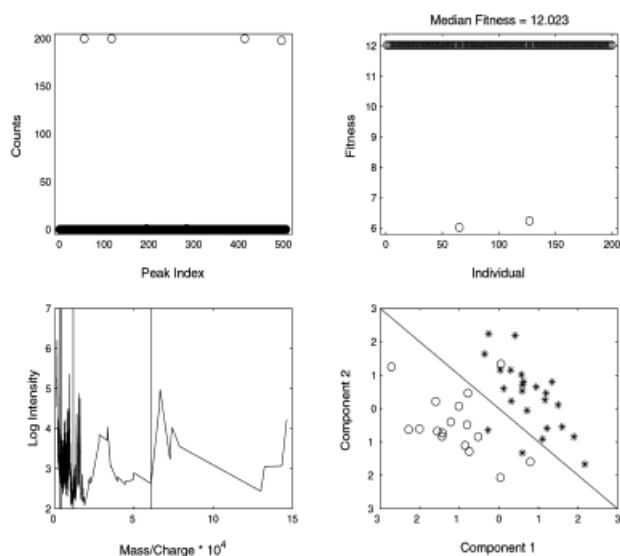 Median Fitness = 12.023
200
150
100
50
0
Counts
0 100 200 300 400 500
Peak Index
12
11
10
9
8
7
6
Fitness
0 50 100 150 200
Individual
7
6
5
4
3
2
Log Intensity
0 5 10 15
Mass/Charge * 10^4
3
2
1
0
1
2
3
Component 2
3 2 1 0 1 2 3
Component 1